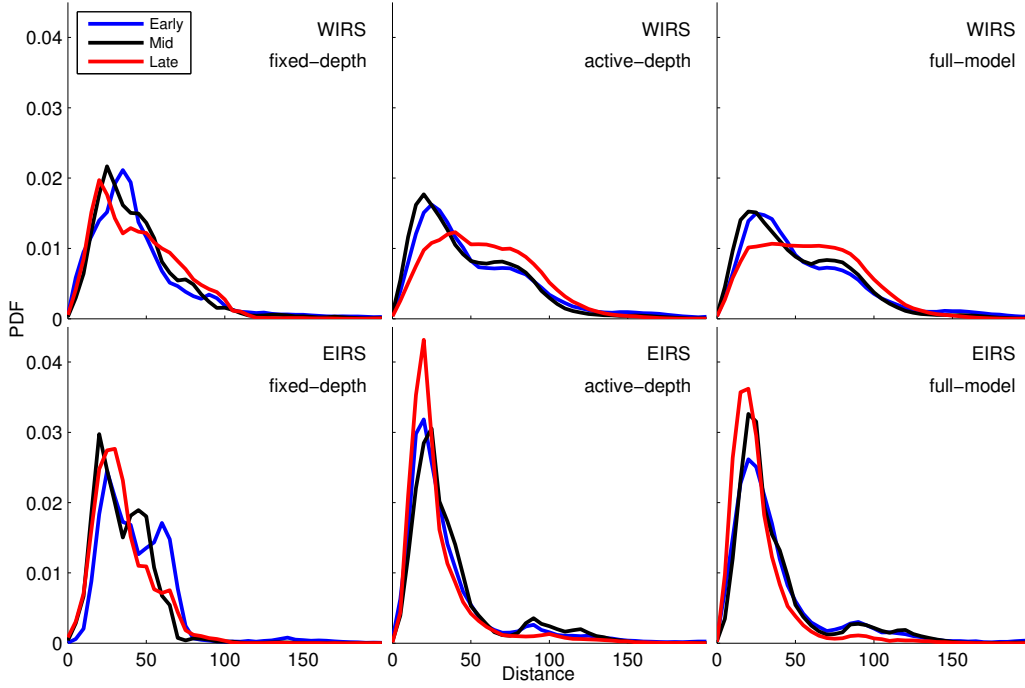 Early
Mid
Late
WIRS
fixed−depth
WIRS
active−depth
WIRS
full−model
0.04
0.03
0.02
0.01
0
PDF
EIRS
fixed−depth
EIRS
active−depth
EIRS
full−model
0.04
0.03
0.02
0.01
0
0 50 100 150
0 50 100 150
0 50 100 150
Distance